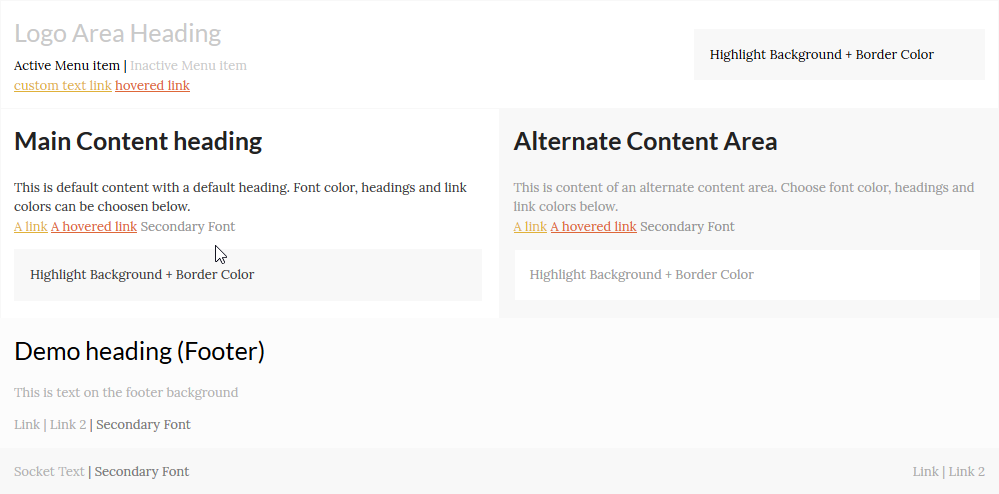 Logo Area Heading
Active Menu item | Inactive Menu item
custom text link hovered link
Highlight Background + Border Color
Main Content heading
This is default content with a default heading. Font color, headings and link
colors can be choosen below.
A link A hovered link Secondary Font
Highlight Background + Border Color
Alternate Content Area
This is content of an alternate content area. Choose font color, headings and
link colors below.
A link A hovered link Secondary Font
Highlight Background + Border Color
Demo heading (Footer)
This is text on the footer background
Link | Link 2 | Secondary Font
Socket Text | Secondary Font
Link | Link 2